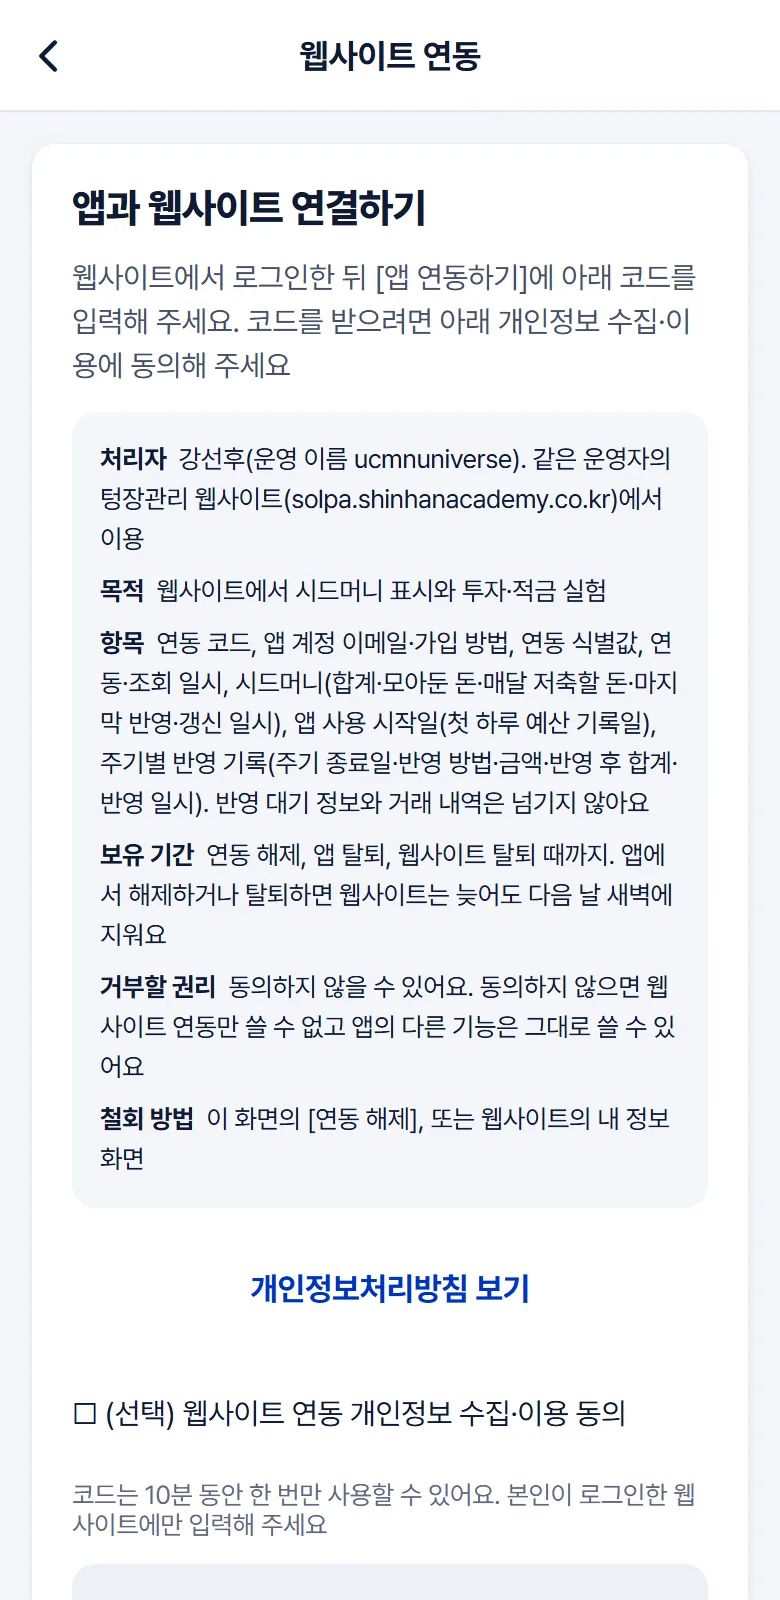 웹사이트 연동
앱과 웹사이트 연결하기
웹사이트에서 로그인한 뒤 [앱 연동하기]에 아래 코드를
입력해 주세요. 코드를 받으려면 아래 개인정보 수집·이
용에 동의해 주세요
처리자 강선후(운영 이름 ucmnuniverse). 같은 운영자의
텅장관리 웹사이트(solpa.shinhanacademy.co.kr)에서
이용
목적 웹사이트에서 시드머니 표시와 투자·적금 실험
항목 연동 코드, 앱 계정 이메일·가입 방법, 연동 식별값, 연
동·조회 일시, 시드머니(합계·모아둔 돈·매달 저축할 돈·마지
막 반영·갱신 일시), 앱 사용 시작일(첫 하루 예산 기록일),
주기별 반영 기록(주기 종료일·반영 방법·금액·반영 후 합계·
반영 일시). 반영 대기 정보와 거래 내역은 넘기지 않아요
보유 기간 연동 해제, 앱 탈퇴, 웹사이트 탈퇴 때까지. 앱에
서 해제하거나 탈퇴하면 웹사이트는 늦어도 다음 날 새벽에
지워요
거부할 권리 동의하지 않을 수 있어요. 동의하지 않으면 웹
사이트 연동만 쓸 수 없고 앱의 다른 기능은 그대로 쓸 수 있
어요
철회 방법 이 화면의 [연동 해제], 또는 웹사이트의 내 정보
화면
개인정보처리방침 보기
☐ (선택) 웹사이트 연동 개인정보 수집·이용 동의
코드는 10분 동안 한 번만 사용할 수 있어요. 본인이 로그인한 웹
사이트에만 입력해 주세요